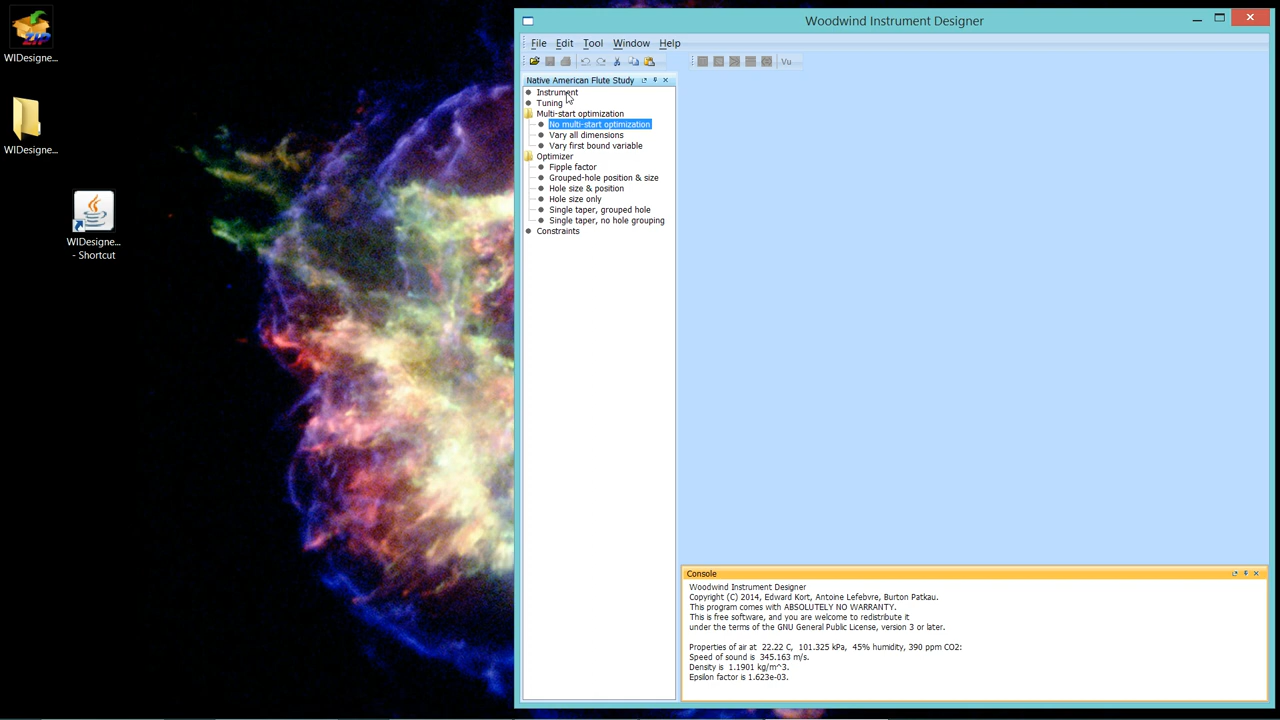 WIDesigne...
WIDesigne...
WIDesigne...
- Shortcut
Woodwind Instrument Designer
File Edit Tool Window Help
Vu
Native American Flute Study
Instrument
Tuning
Multi-start optimization
No multi-start optimization
Vary all dimensions
Vary first bound variable
Optimizer
Fipple factor
Grouped-hole position & size
Hole size & position
Hole size only
Single taper, grouped hole
Single taper, no hole grouping
Constraints
Console
Woodwind Instrument Designer
Copyright (C) 2014, Edward Kort, Antoine Lefebvre, Burton Patkau.
This program comes with ABSOLUTELY NO WARRANTY.
This is free software, and you are welcome to redistribute it
under the terms of the GNU General Public License, version 3 or later.
Properties of air at  22.22 C,  101.325 kPa,  45% humidity, 390 ppm CO2:
Speed of sound is  345.163 m/s.
Density is  1.1901 kg/m^3.
Epsilon factor is 1.623e-03.